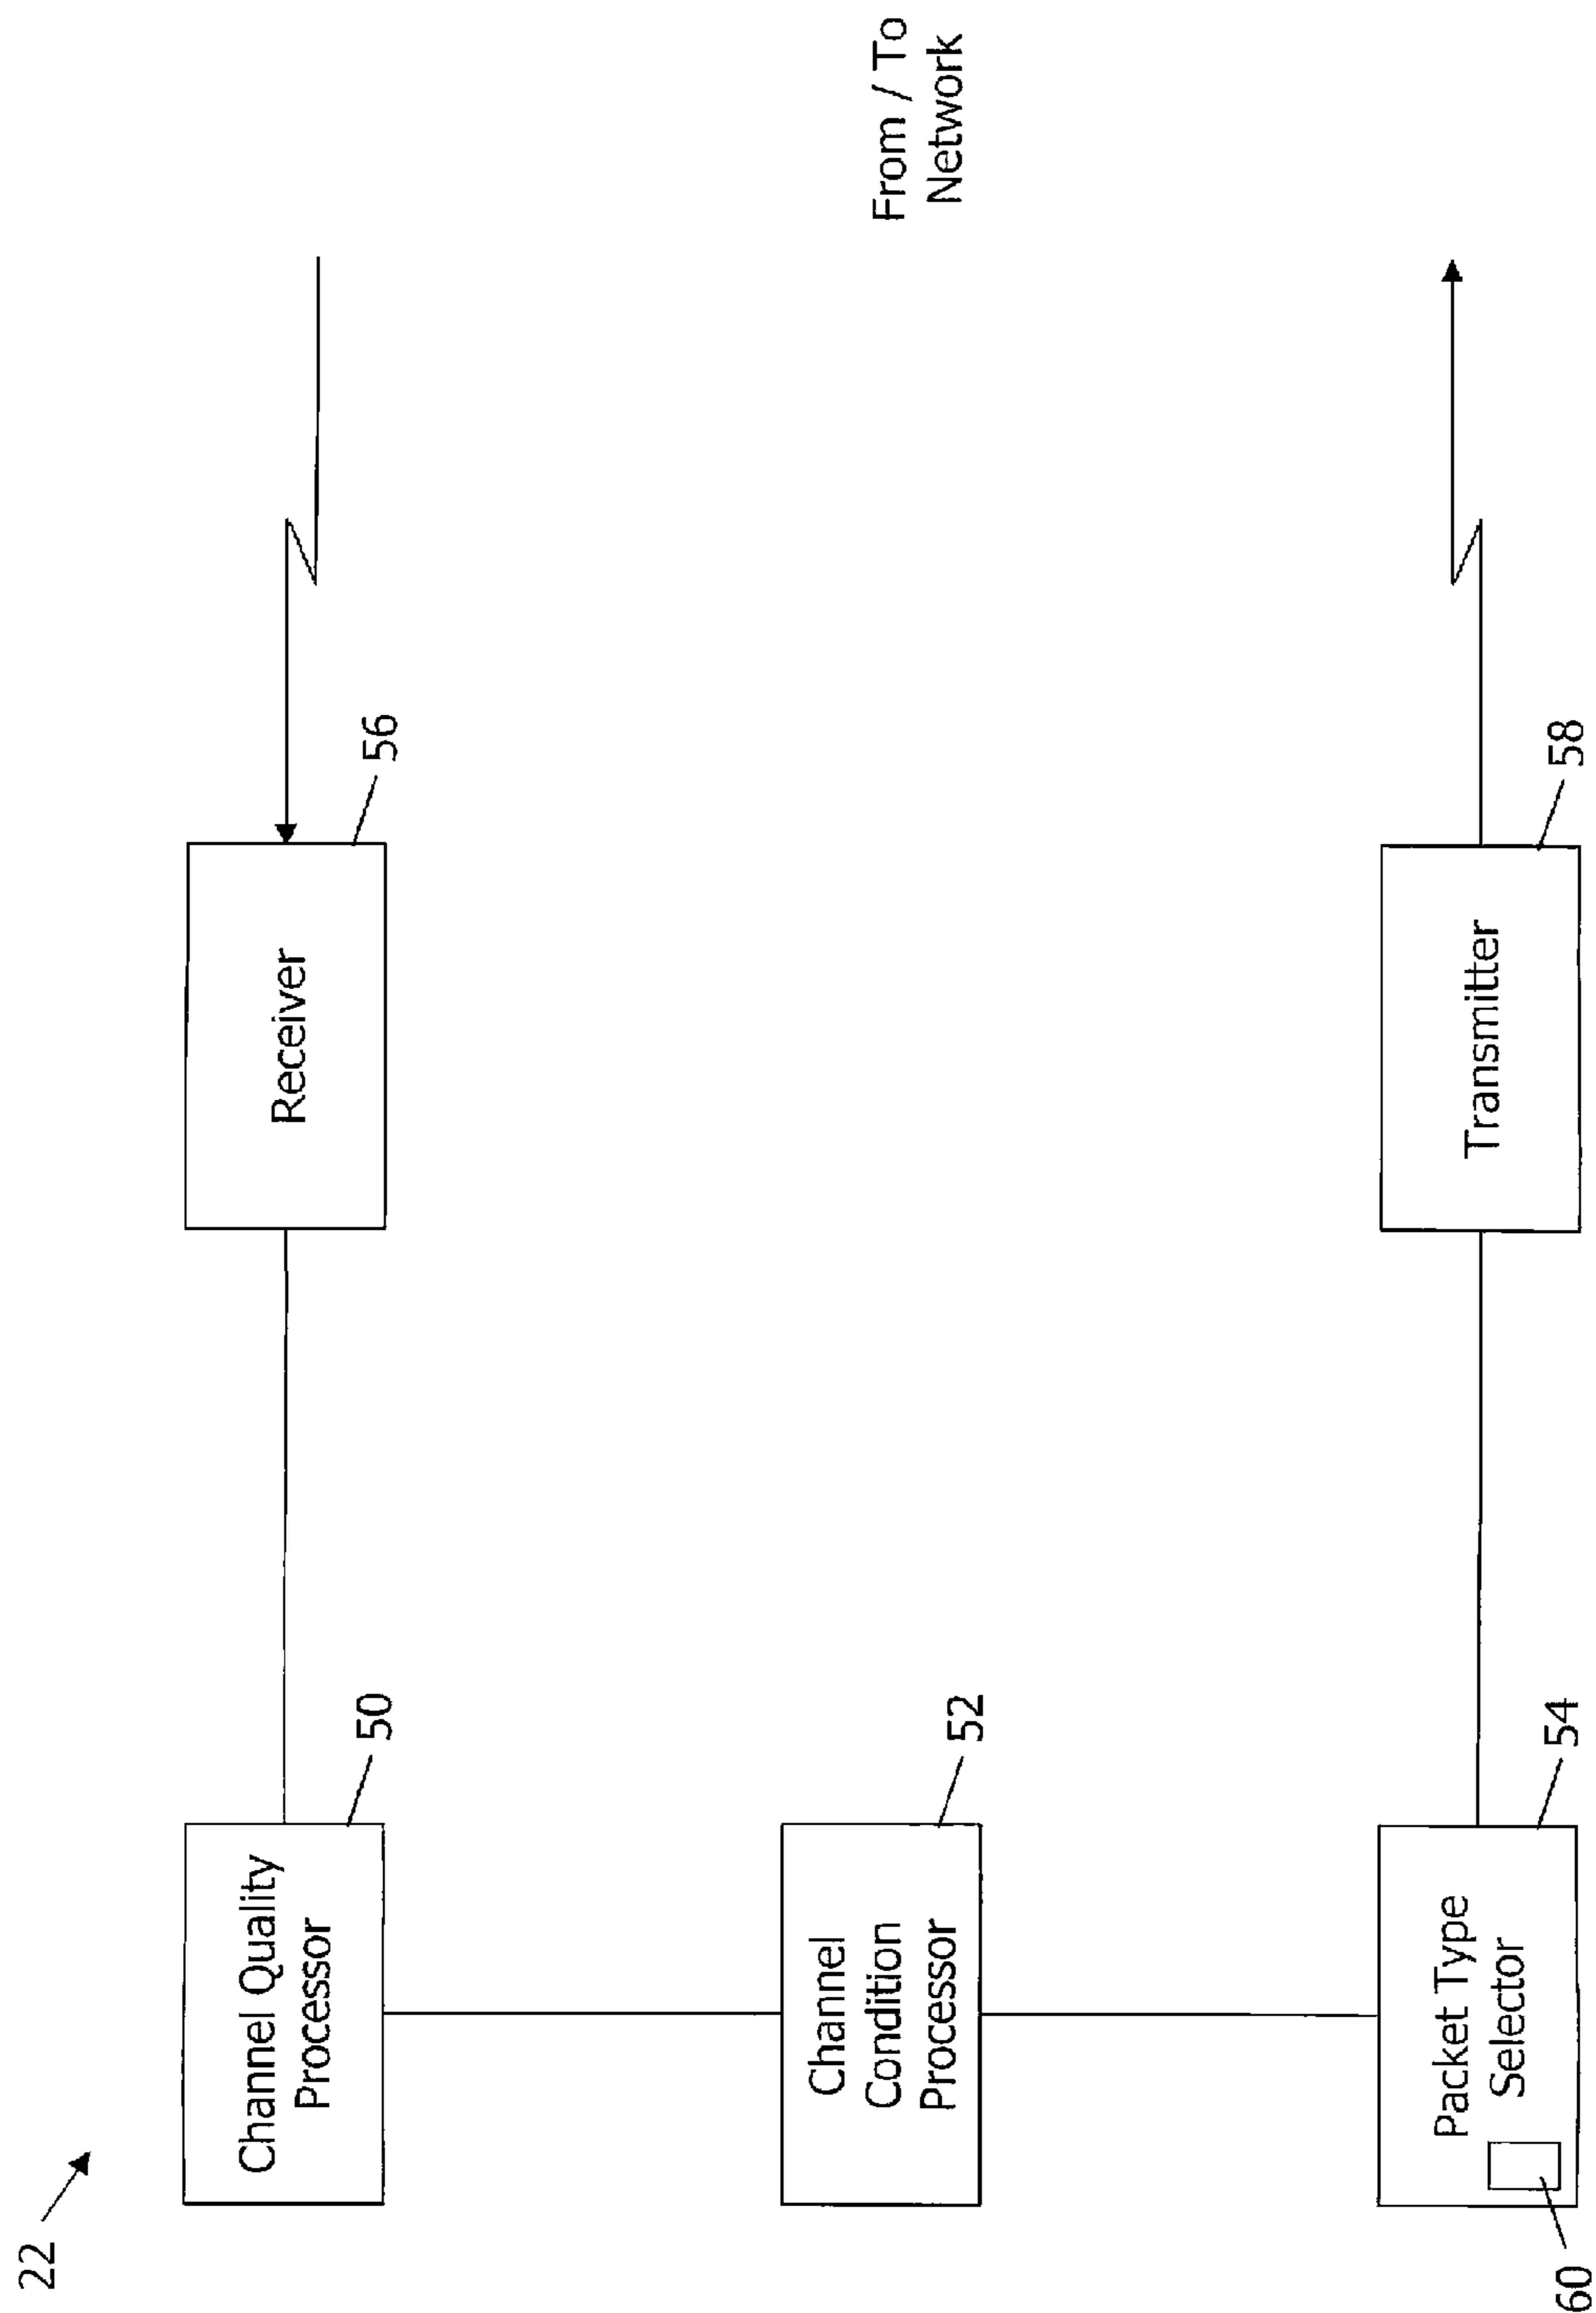 22
Channel Quality
Processor
50
Receiver
56
Channel
Condition
Processor
52
From / To
Network
Packet Type
Selector
54
60
Transmitter
58